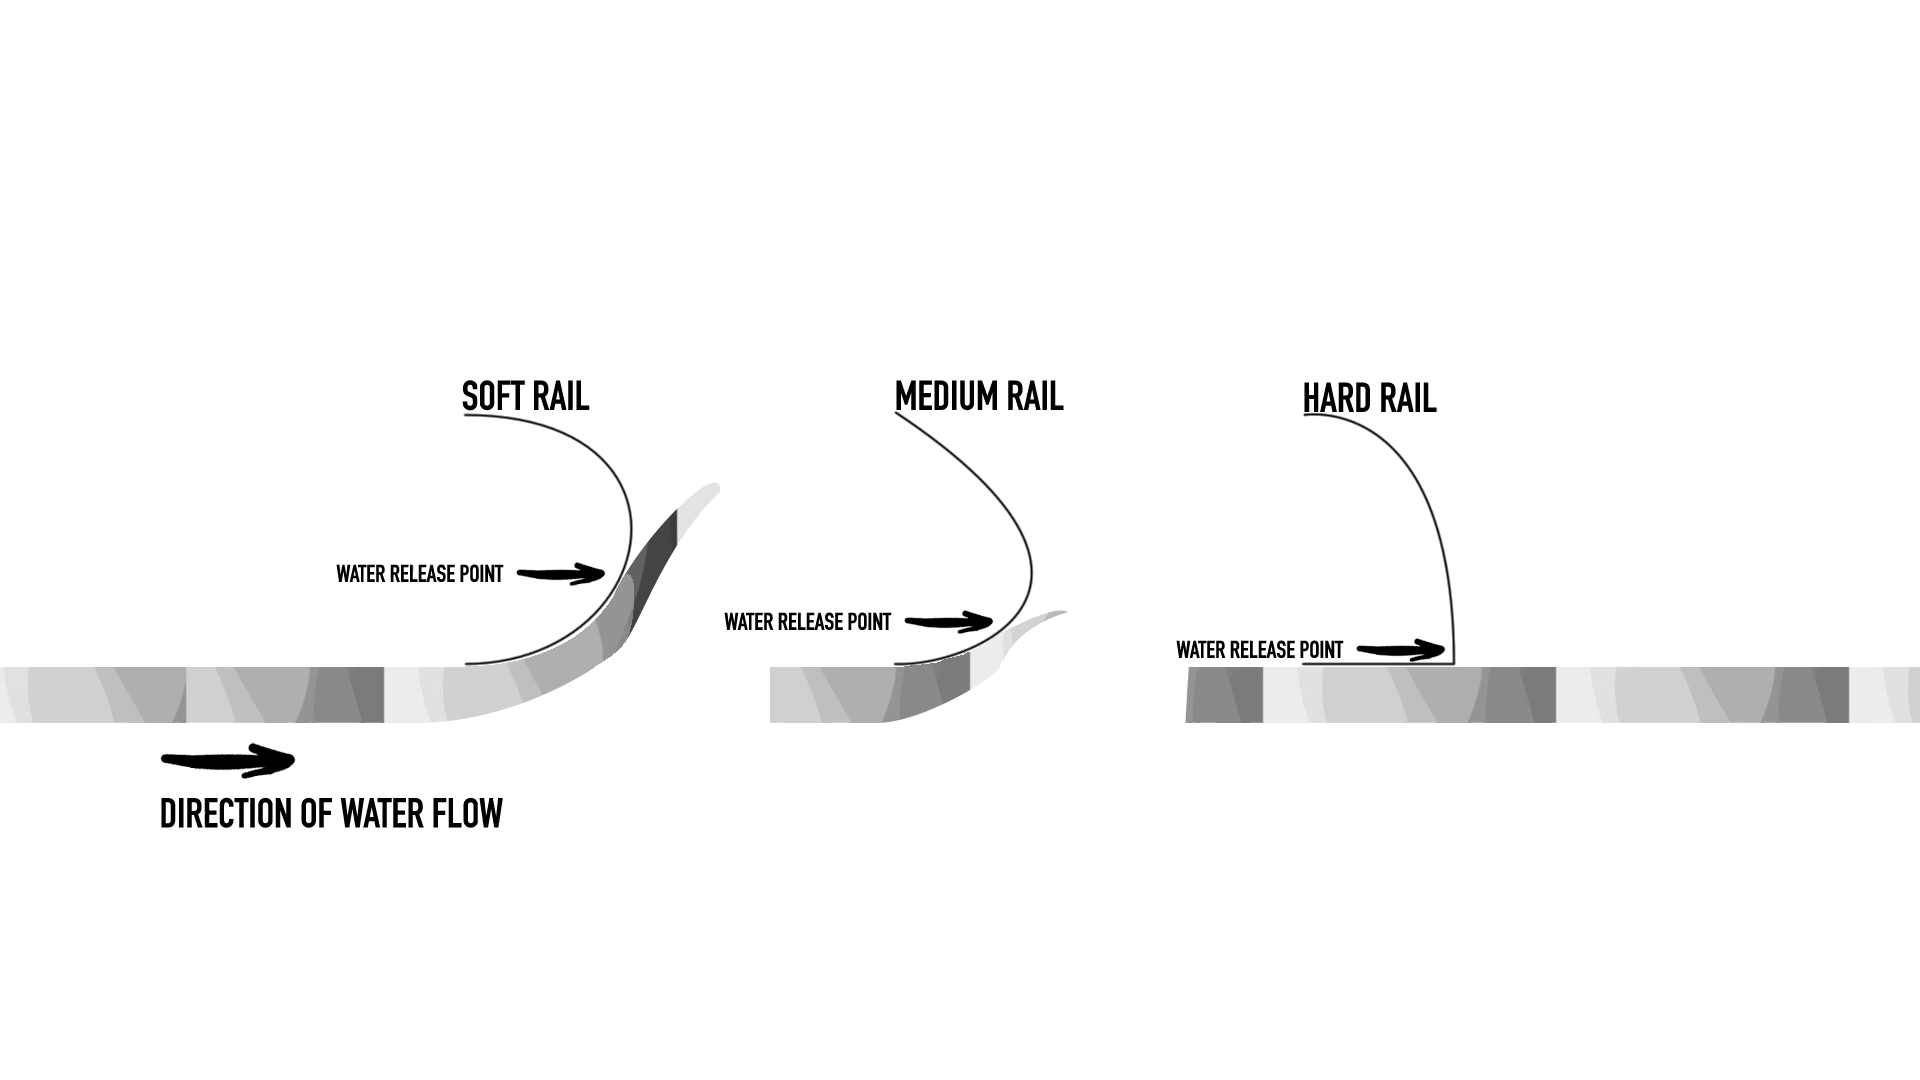 SOFT RAIL
MEDIUM RAIL
HARD RAIL
WATER RELEASE POINT
WATER RELEASE POINT
WATER RELEASE POINT
DIRECTION OF WATER FLOW